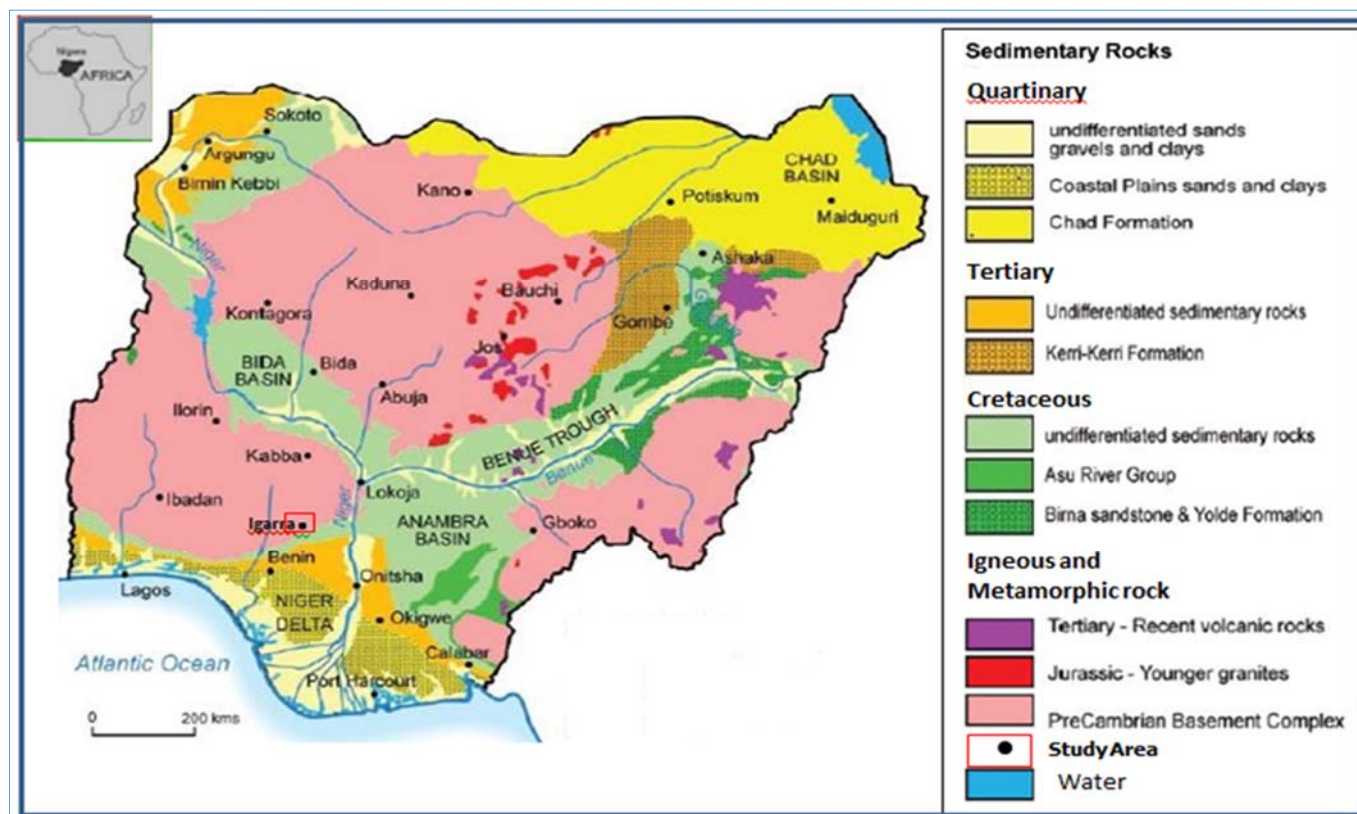 Nigera
AFRICA
Sokoto
Argungu
Birnin Kebbi
Kano
CHAD
BASIN
Potiskum
Maiduguri
Niger
Ashaka
Kaduna
Bauchi
Kontagora
Gombe
Jos
BIDA
BASIN
Bida
Abuja
Ilorin
BENUE TROUGH
Kabba
Benue
Lokoja
Ibadan
Niger
ANAMBRA
BASIN
Igarra
Gboko
Benin
Onitsha
Lagos
NIGER
DELTA
Okigwe
Calabar
Atlantic Ocean
Port Harcourt
0
200 kms
Sedimentary Rocks
Quartinary
undifferentiated sands
gravels and clays
Coastal Plains sands and clays
Chad Formation
Tertiary
Undifferentiated sedimentary rocks
Kerri-Kerri Formation
Cretaceous
undifferentiated sedimentary rocks
Asu River Group
Birna sandstone & Yolde Formation
Igneous and
Metamorphic rock
Tertiary - Recent volcanic rocks
Jurassic - Younger granites
PreCambrian Basement Complex
Study Area
Water